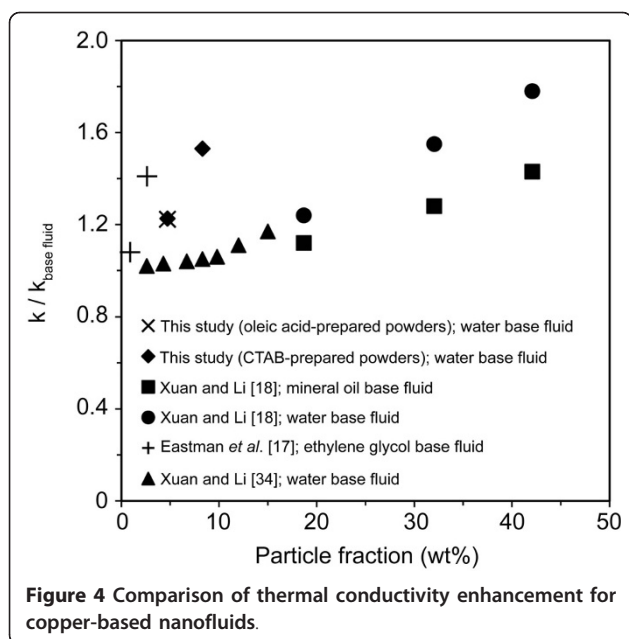 2.0
1.6
1.2
0.8
0.4
0
k / k base fluid
× This study (oleic acid-prepared powders); water base fluid
◆ This study (CTAB-prepared powders); water base fluid
■ Xuan and Li [18]; mineral oil base fluid
● Xuan and Li [18]; water base fluid
+ Eastman et al. [17]; ethylene glycol base fluid
▲ Xuan and Li [34]; water base fluid
0 10 20 30 40 50
Particle fraction (wt%)
Figure 4 Comparison of thermal conductivity enhancement for
copper-based nanofluids.